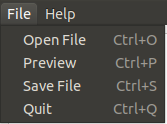 File Help
Open File Ctrl+O
Preview Ctrl+P
Save File Ctrl+S
Quit Ctrl+Q